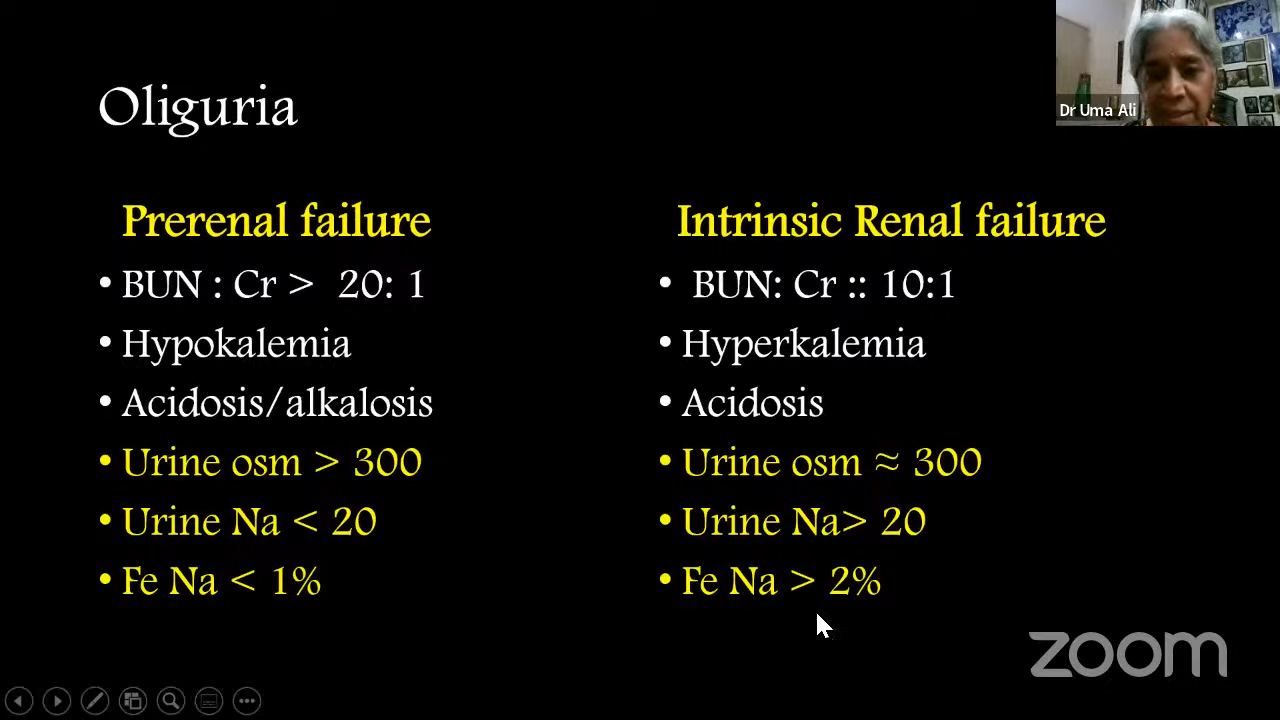 Oliguria
Dr Uma Ali
Prerenal failure
• BUN : Cr > 20: 1
• Hypokalemia
• Acidosis/alkalosis
• Urine osm > 300
• Urine Na < 20
• Fe Na < 1%
Intrinsic Renal failure
• BUN: Cr :: 10:1
• Hyperkalemia
• Acidosis
• Urine osm ≈ 300
• Urine Na> 20
• Fe Na > 2%
zoom